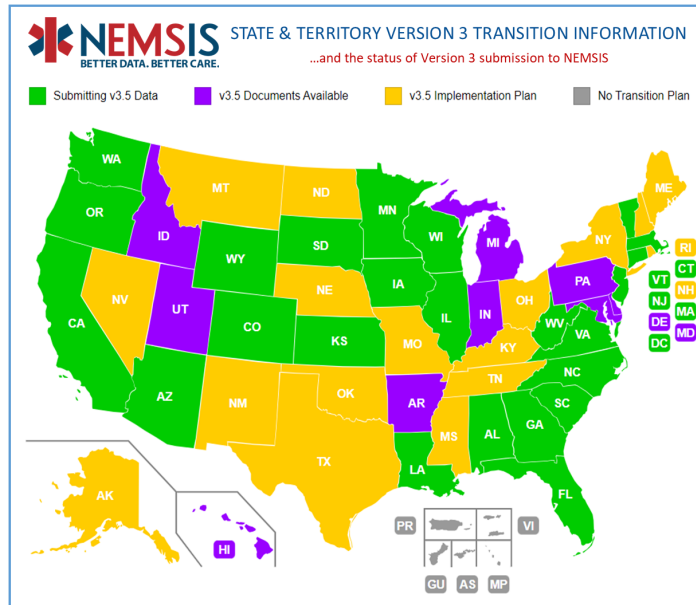 NEMSIS
BETTER DATA. BETTER CARE.
STATE & TERRITORY VERSION 3 TRANSITION INFORMATION
...and the status of Version 3 submission to NEMSIS
Submitting v3.5 Data
v3.5 Documents Available
v3.5 Implementation Plan
No Transition Plan
WA
MT
ND
MN
ME
OR
ID
SD
WI
MI
NY
RI
WY
CT
VT
NH
NV
UT
NE
IA
IL
IN
OH
PA
NJ
MA
CA
CO
KS
MO
KY
WV
VA
DE
MD
DC
AZ
NM
OK
AR
TN
NC
SC
TX
LA
MS
AL
GA
AK
FL
HI
PR
VI
GU
AS
MP